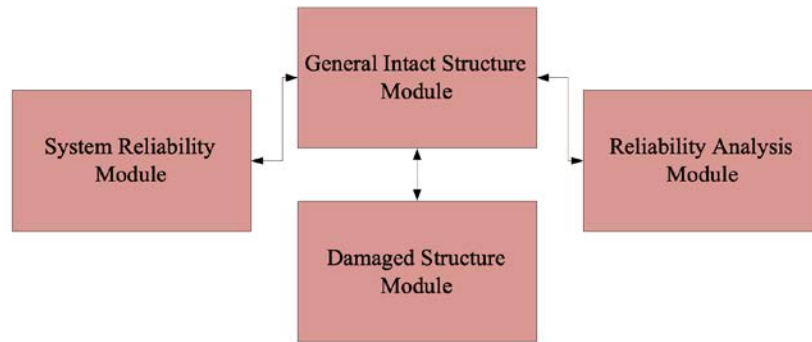 General Intact Structure
Module
System Reliability
Module
Reliability Analysis
Module
Damaged Structure
Module